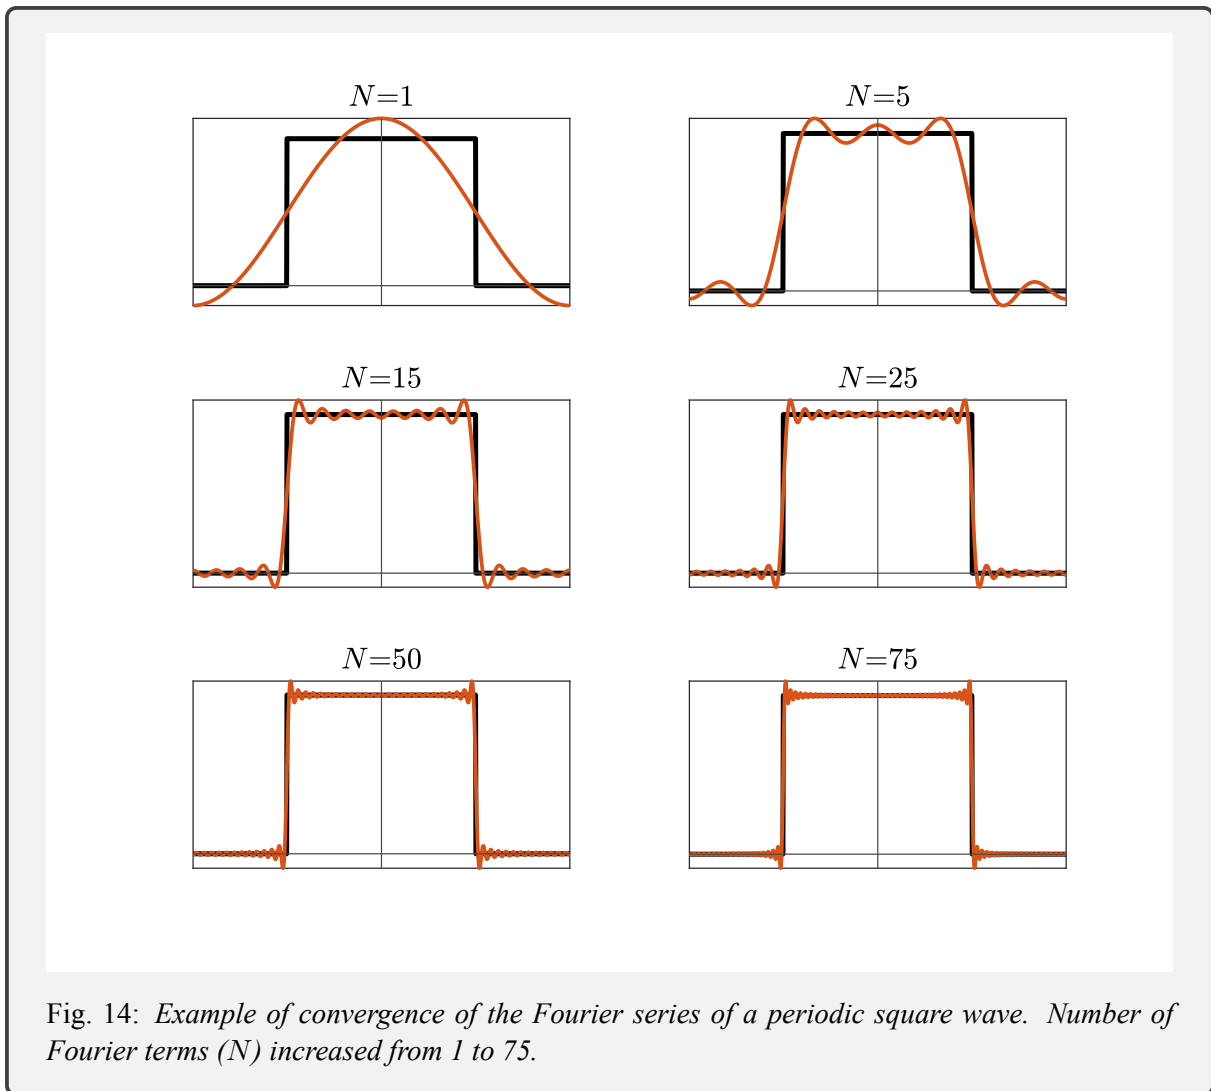 N=1
N=5
N=15
N=25
N=50
N=75
Fig. 14: Example of convergence of the Fourier series of a periodic square wave. Number of
Fourier terms (N) increased from 1 to 75.